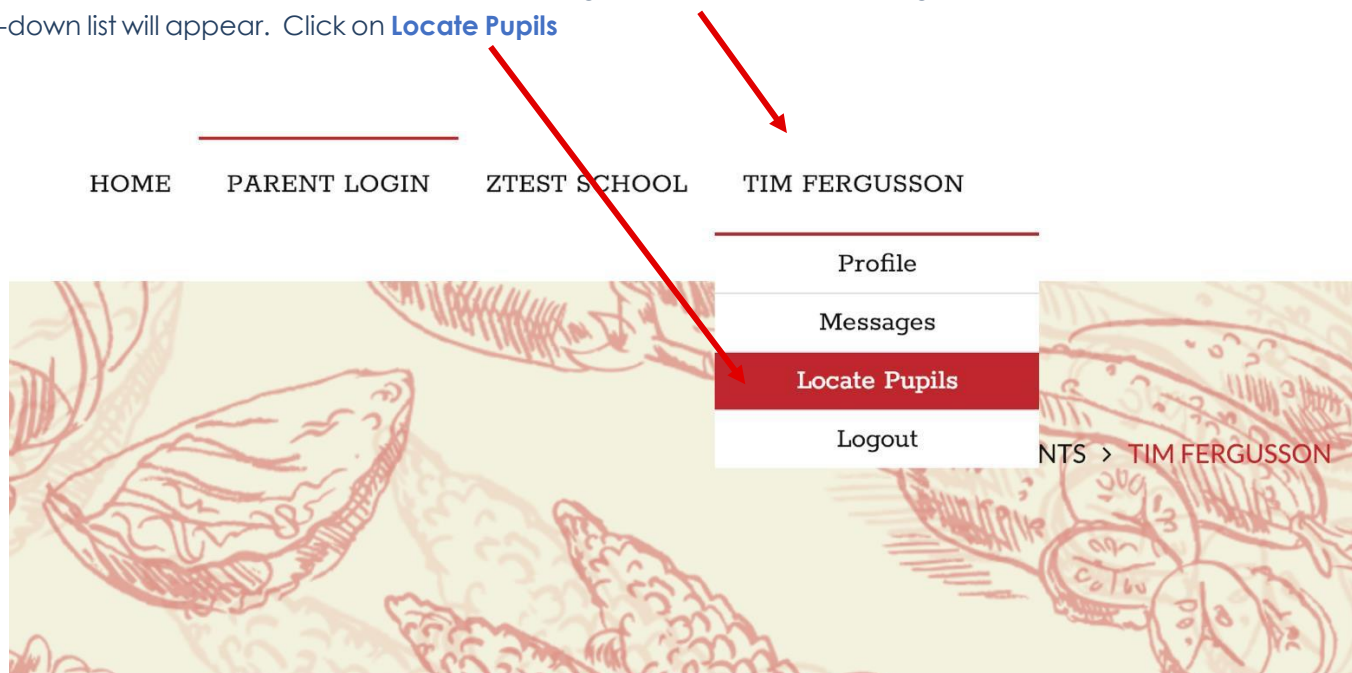 -down list will appear.  Click on Locate Pupils
HOME PARENT LOGIN ZTEST SCHOOL TIM FERGUSSON
Profile
Messages
Locate Pupils
Logout
NTS > TIM FERGUSSON